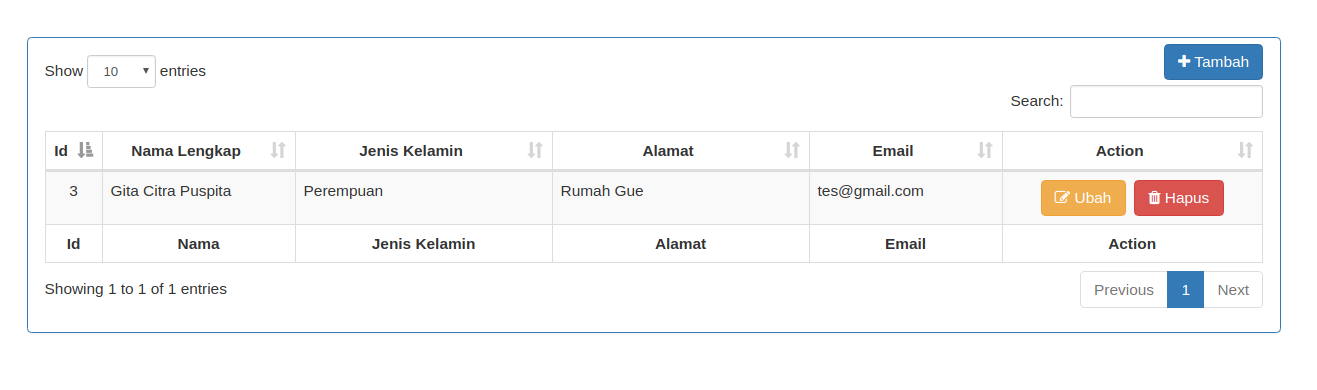 Show 10 entries
Tambah
Search:
Id Nama Lengkap Jenis Kelamin Alamat Email Action
3 Gita Citra Puspita Perempuan Rumah Gue tes@gmail.com Ubah Hapus
Id Nama Jenis Kelamin Alamat Email Action
Showing 1 to 1 of 1 entries Previous 1 Next